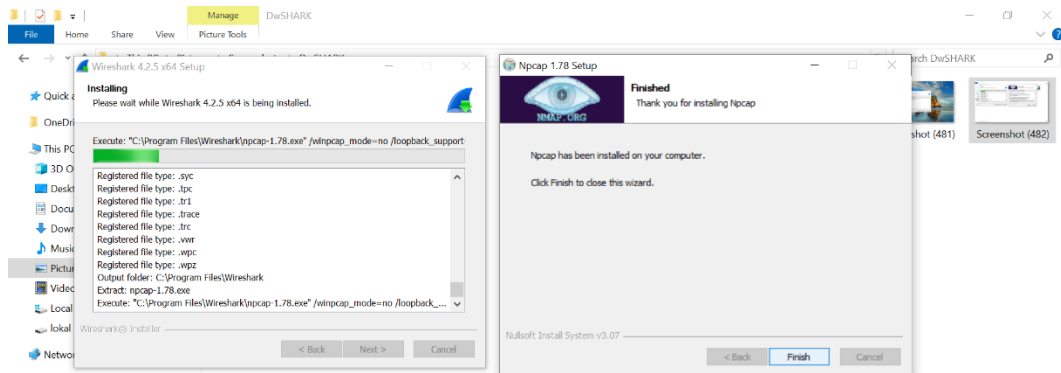 Manage
DwSHARK
File
Home
Share
View
Picture Tools
Wireshark 4.2.5 x64 Setup
Installing
Please wait while Wireshark 4.2.5 x64 is being installed.
Execute: "C:\Program Files\Wireshark\npcap-1.78.exe" /winpcap_mode=no /loopback_support
Registered file type: .syc
Registered file type: .tpc
Registered file type: .tr1
Registered file type: .trace
Registered file type: .trc
Registered file type: .vwr
Registered file type: .wpc
Registered file type: .wpz
Output folder: C:\Program Files\Wireshark
Extract: npcap-1.78.exe
Execute: "C:\Program Files\Wireshark\npcap-1.78.exe" /winpcap_mode=no /loopback_...
Wireshark® Installer
< Back
Next >
Cancel
Npcap 1.78 Setup
NMAP.ORG
Finished
Thank you for installing Npcap
Npcap has been installed on your computer.
Click Finish to close this wizard.
Nullsoft Install System v3.07
< Back
Finish
Cancel
Quick a
OneDri
This PC
3D O
Deskt
Docu
Down
Music
Pictur
Videc
Local
lokal
Networ
arch DwSHARK
shot (481)
Screenshot (482)